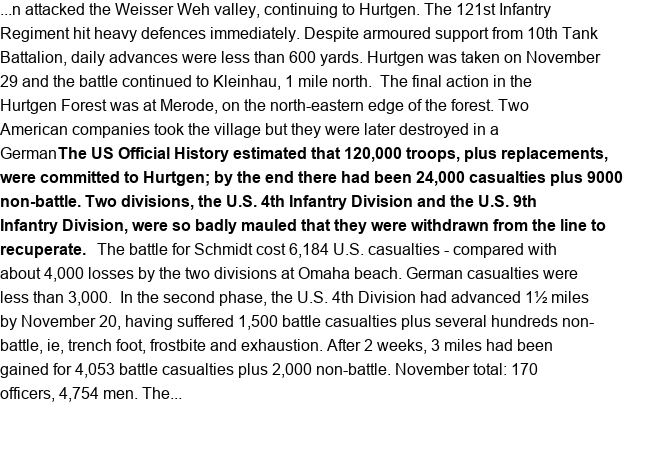 ...n attacked the Weisser Weh valley, continuing to Hurtgen. The 121st Infantry
Regiment hit heavy defences immediately. Despite armoured support from 10th Tank
Battalion, daily advances were less than 600 yards. Hurtgen was taken on November
29 and the battle continued to Kleinhau, 1 mile north.  The final action in the
Hurtgen Forest was at Merode, on the north-eastern edge of the forest. Two
American companies took the village but they were later destroyed in a
GermanThe US Official History estimated that 120,000 troops, plus replacements,
were committed to Hurtgen; by the end there had been 24,000 casualties plus 9000
non-battle. Two divisions, the U.S. 4th Infantry Division and the U.S. 9th
Infantry Division, were so badly mauled that they were withdrawn from the line to
recuperate.   The battle for Schmidt cost 6,184 U.S. casualties - compared with
about 4,000 losses by the two divisions at Omaha beach. German casualties were
less than 3,000.  In the second phase, the U.S. 4th Division had advanced 1½ miles
by November 20, having suffered 1,500 battle casualties plus several hundreds non-
battle, ie, trench foot, frostbite and exhaustion. After 2 weeks, 3 miles had been
gained for 4,053 battle casualties plus 2,000 non-battle. November total: 170
officers, 4,754 men. The...